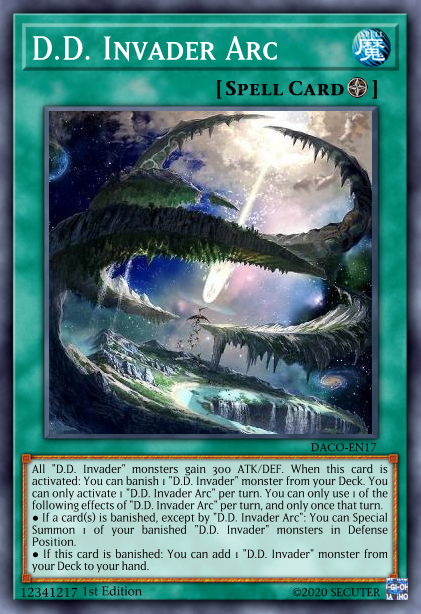 D.D. Invader Arc
魔
[Spell Card]
DACO-EN17
All "D.D. Invader" monsters gain 300 ATK/DEF. When this card is
activated: You can banish 1 "D.D. Invader" monster from your Deck. You
can only activate 1 "D.D. Invader Arc" per turn. You can only use 1 of the
following effects of "D.D. Invader Arc" per turn, and only once that turn.
● If a card(s) is banished, except by "D.D. Invader Arc": You can Special
Summon 1 of your banished "D.D. Invader" monsters in Defense
Position.
● If this card is banished: You can add 1 "D.D. Invader" monster from
your Deck to your hand.
12341217 1st Edition
©2020 SECUTER